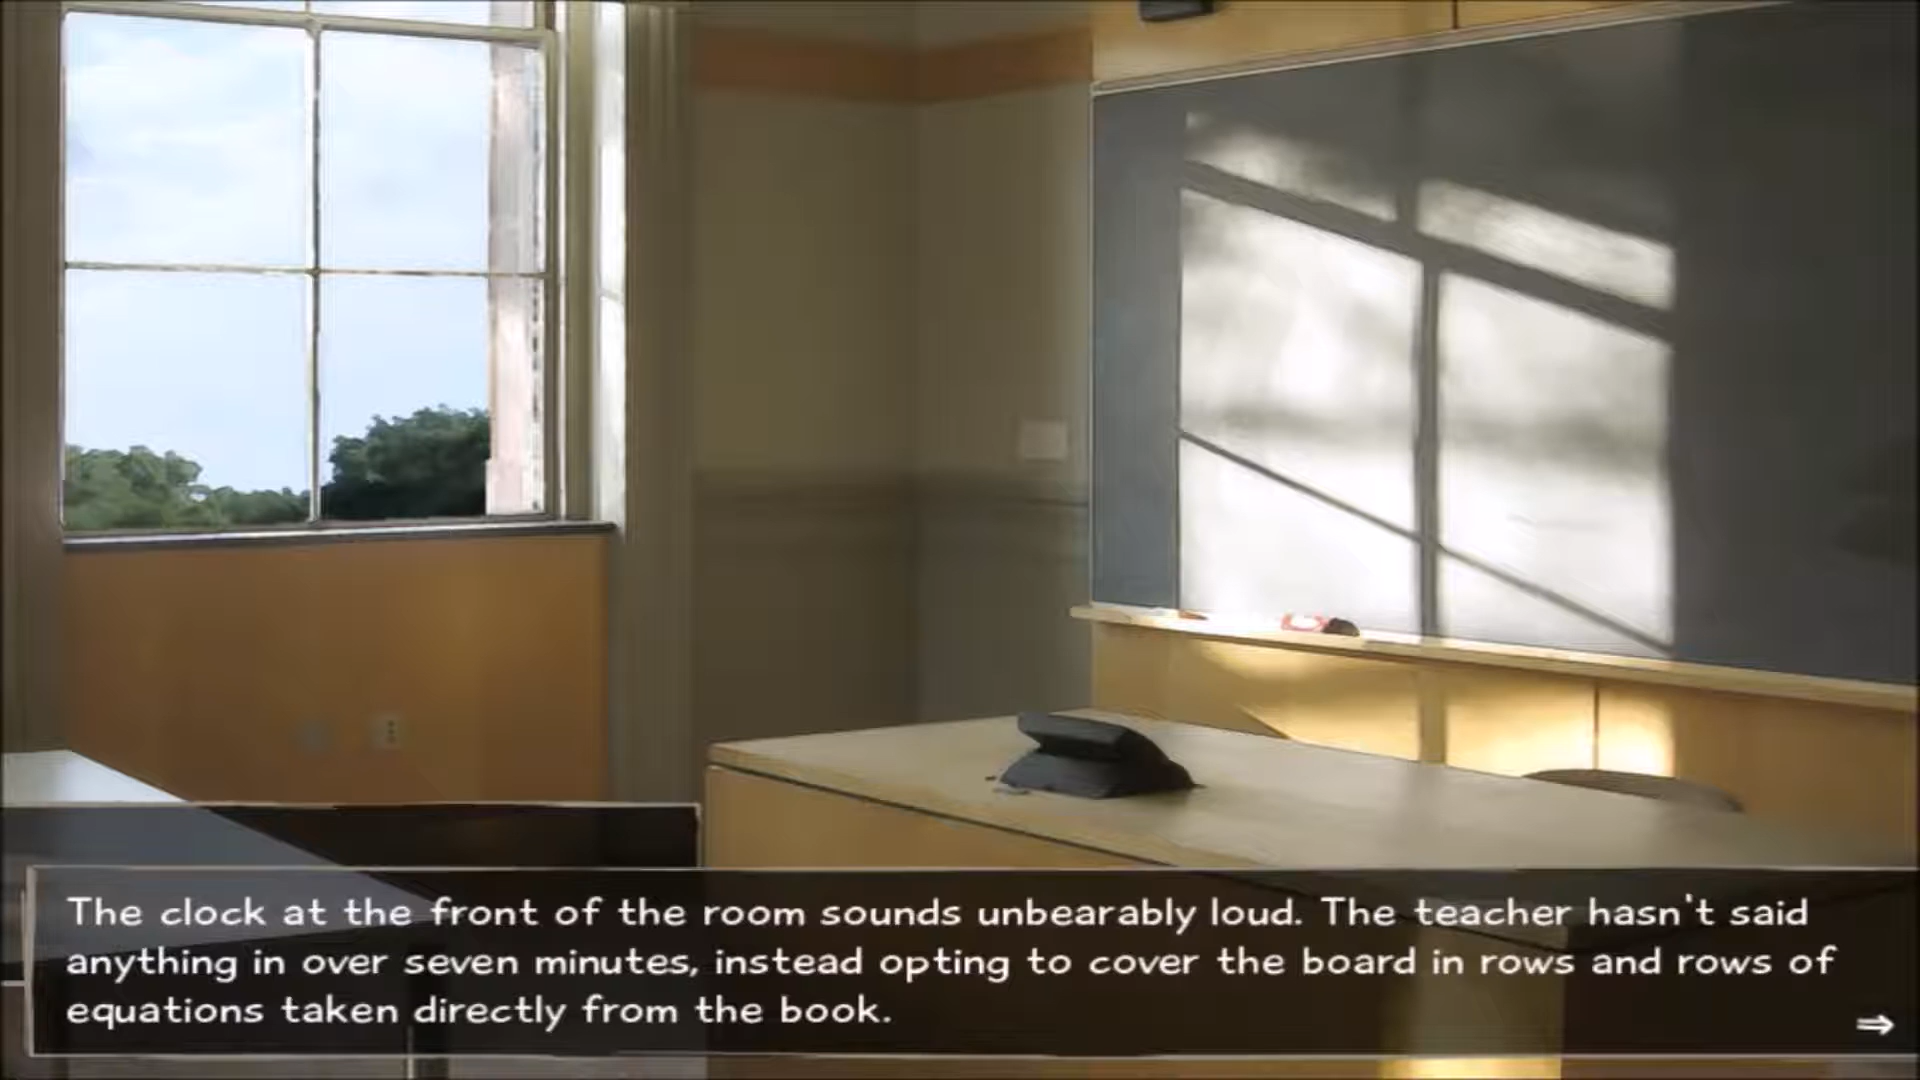 The clock at the front of the room sounds unbearably loud. The teacher hasn't said
anything in over seven minutes, instead opting to cover the board in rows and rows of
equations taken directly from the book.